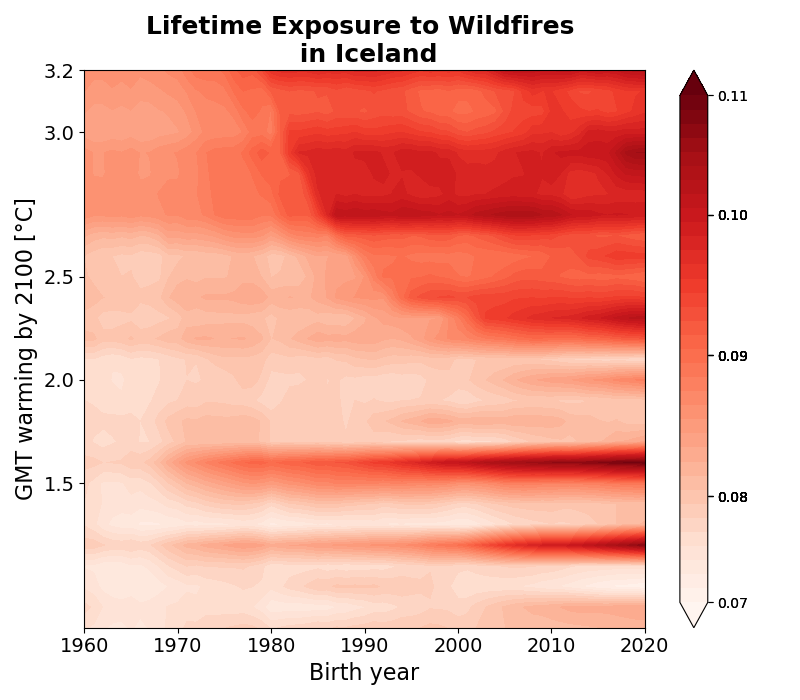 Lifetime Exposure to Wildfires
in Iceland
GMT warming by 2100 [°C]
3.2
3.0
2.5
2.0
1.5
1960 1970 1980 1990 2000 2010 2020
Birth year
0.11
0.10
0.09
0.08
0.07